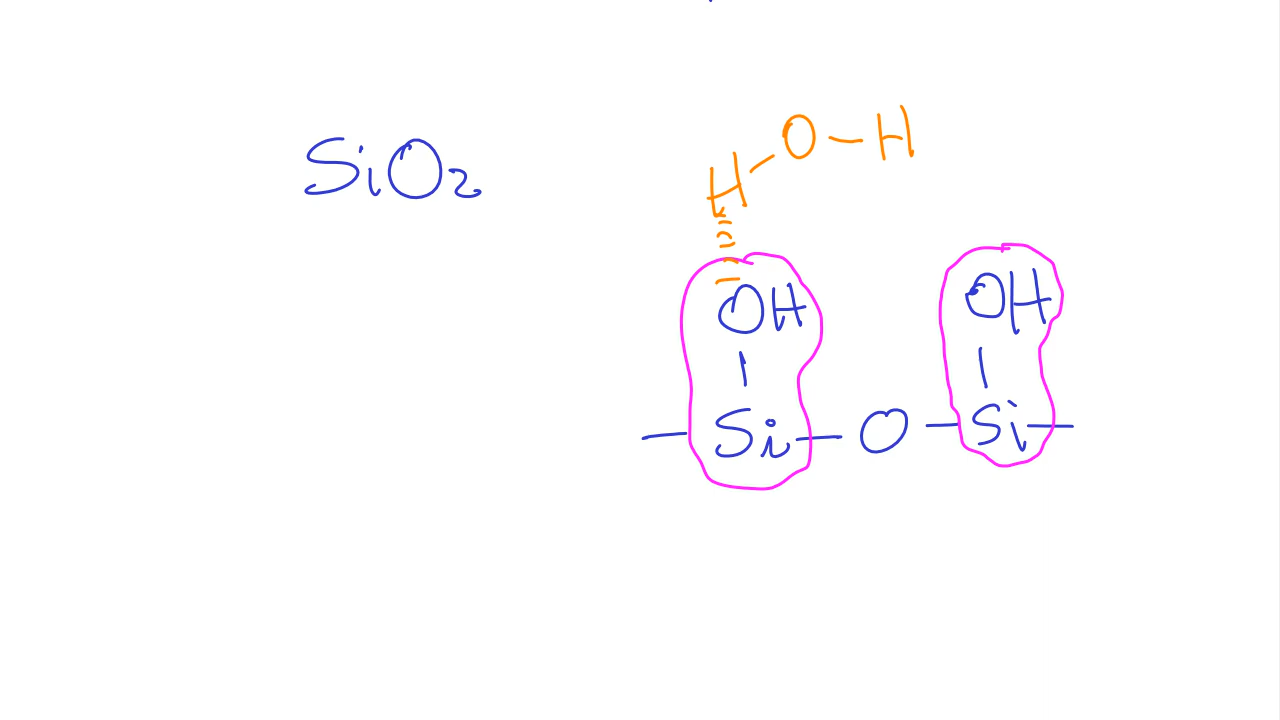 H-O-H
SiO2
OH OH
- Si - O - Si -